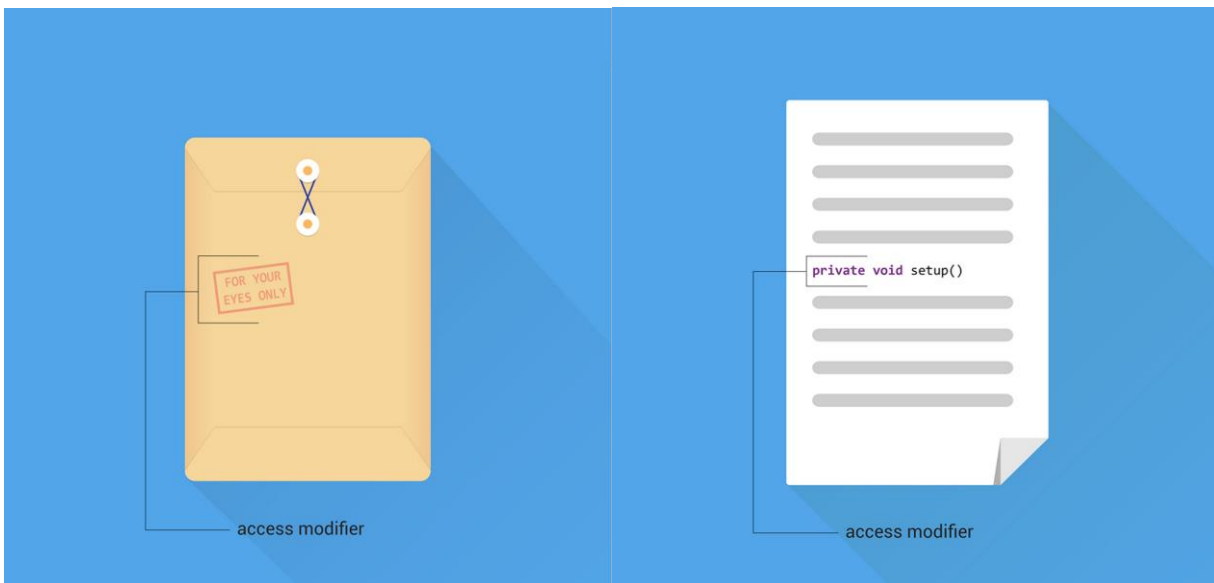 FOR YOUR
EYES ONLY
access modifier
private void setup()
access modifier